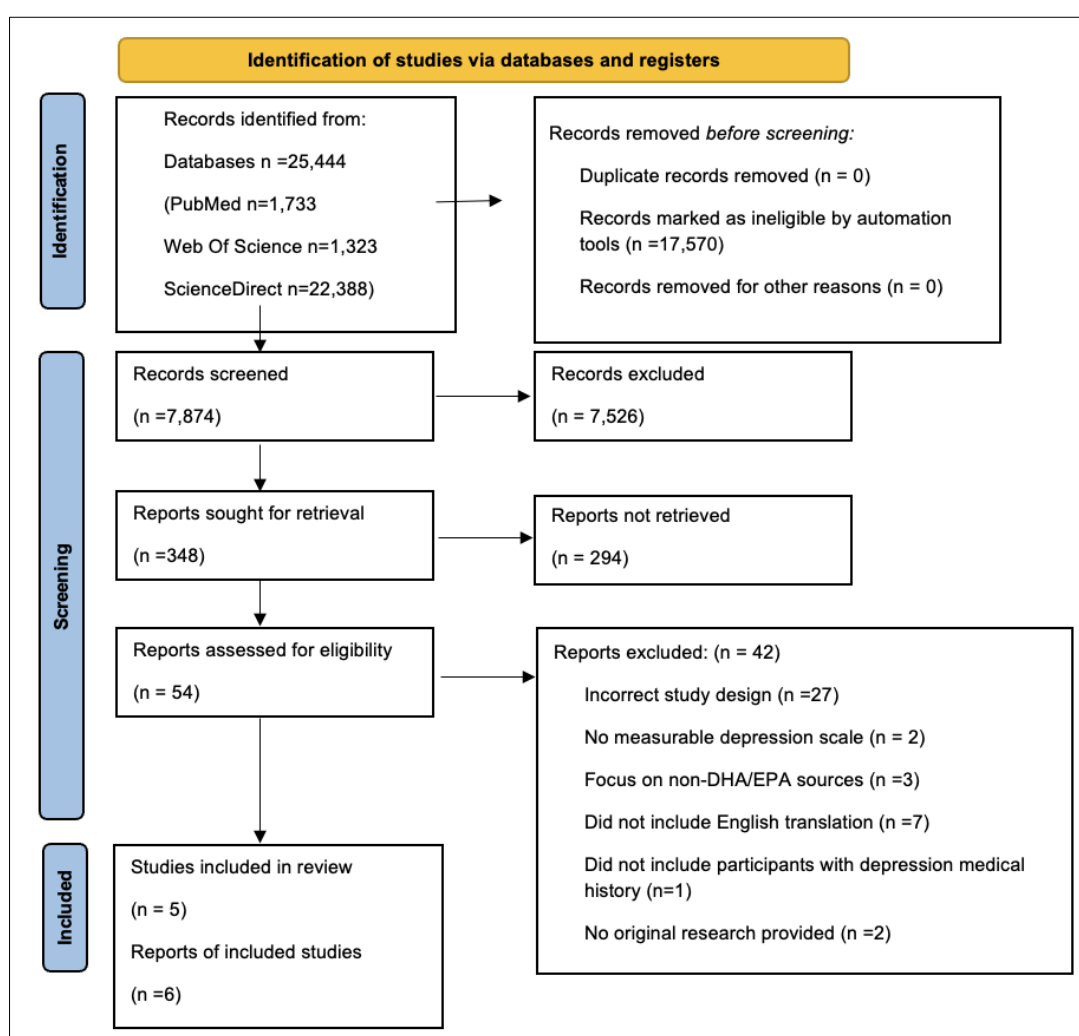 Identification of studies via databases and registers
Identification
Records identified from:
Databases n =25,444
(PubMed n=1,733
Web Of Science n=1,323
ScienceDirect n=22,388)
Records removed before screening:
Duplicate records removed (n = 0)
Records marked as ineligible by automation
tools (n =17,570)
Records removed for other reasons (n = 0)
Screening
Records screened
(n =7,874)
Records excluded
(n = 7,526)
Reports sought for retrieval
(n =348)
Reports not retrieved
(n = 294)
Reports assessed for eligibility
(n = 54)
Reports excluded: (n = 42)
Incorrect study design (n =27)
No measurable depression scale (n = 2)
Focus on non-DHA/EPA sources (n =3)
Did not include English translation (n =7)
Did not include participants with depression medical
history (n=1)
No original research provided (n =2)
Included
Studies included in review
(n = 5)
Reports of included studies
(n =6)